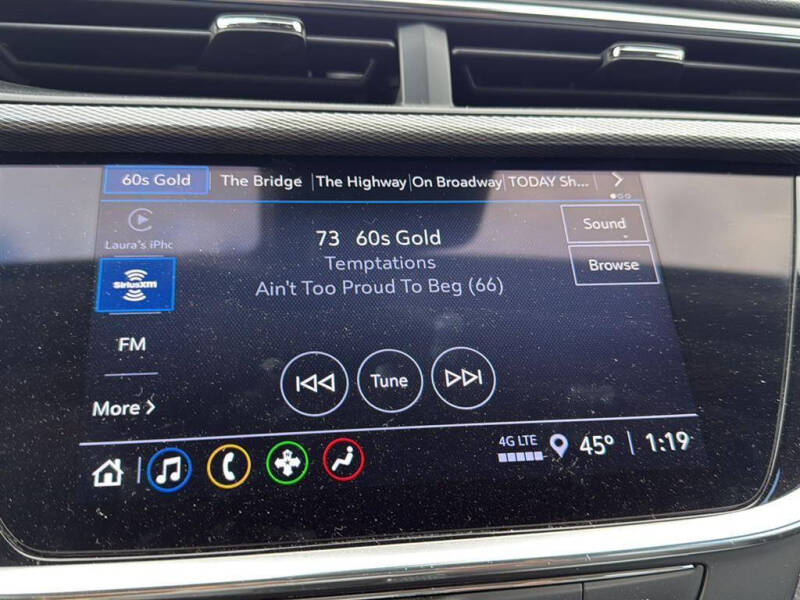 60s Gold The Bridge The Highway On Broadway TODAY Sh...
Laura's iPho
73 60s Gold
Temptations
Ain't Too Proud To Beg (66)
Sound
Browse
SiriusXM
FM
More
Tune
4G LTE
45° 1:19